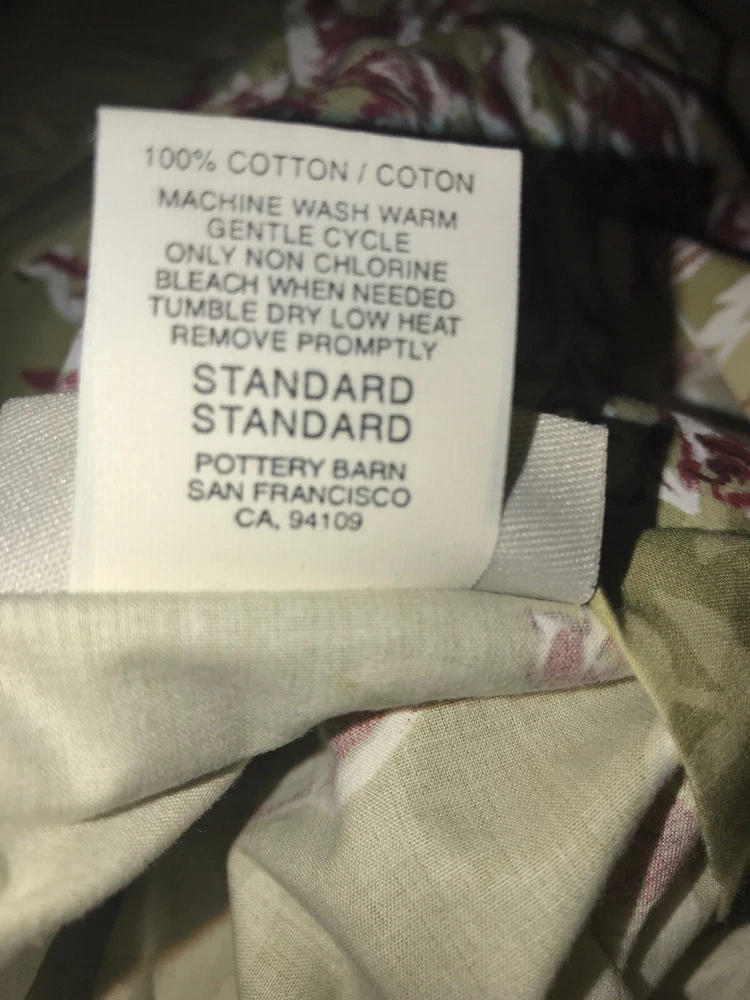 100% COTTON / COTON
MACHINE WASH WARM
GENTLE CYCLE
ONLY NON CHLORINE
BLEACH WHEN NEEDED
TUMBLE DRY LOW HEAT
REMOVE PROMPTLY
STANDARD
STANDARD
POTTERY BARN
SAN FRANCISCO
CA, 94109